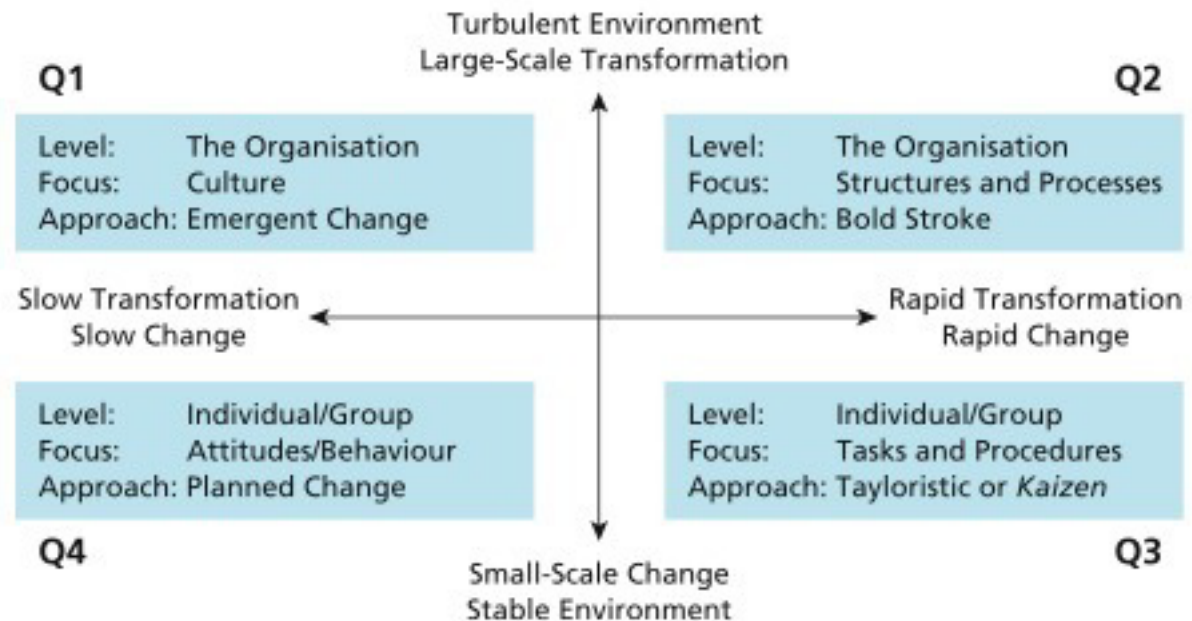 Turbulent Environment
Large-Scale Transformation
Q1
Q2
Level: The Organisation
Focus: Culture
Approach: Emergent Change
Level: The Organisation
Focus: Structures and Processes
Approach: Bold Stroke
Slow Transformation
Slow Change
Rapid Transformation
Rapid Change
Level: Individual/Group
Focus: Attitudes/Behaviour
Approach: Planned Change
Level: Individual/Group
Focus: Tasks and Procedures
Approach: Tayloristic or Kaizen
Q4
Q3
Small-Scale Change
Stable Environment